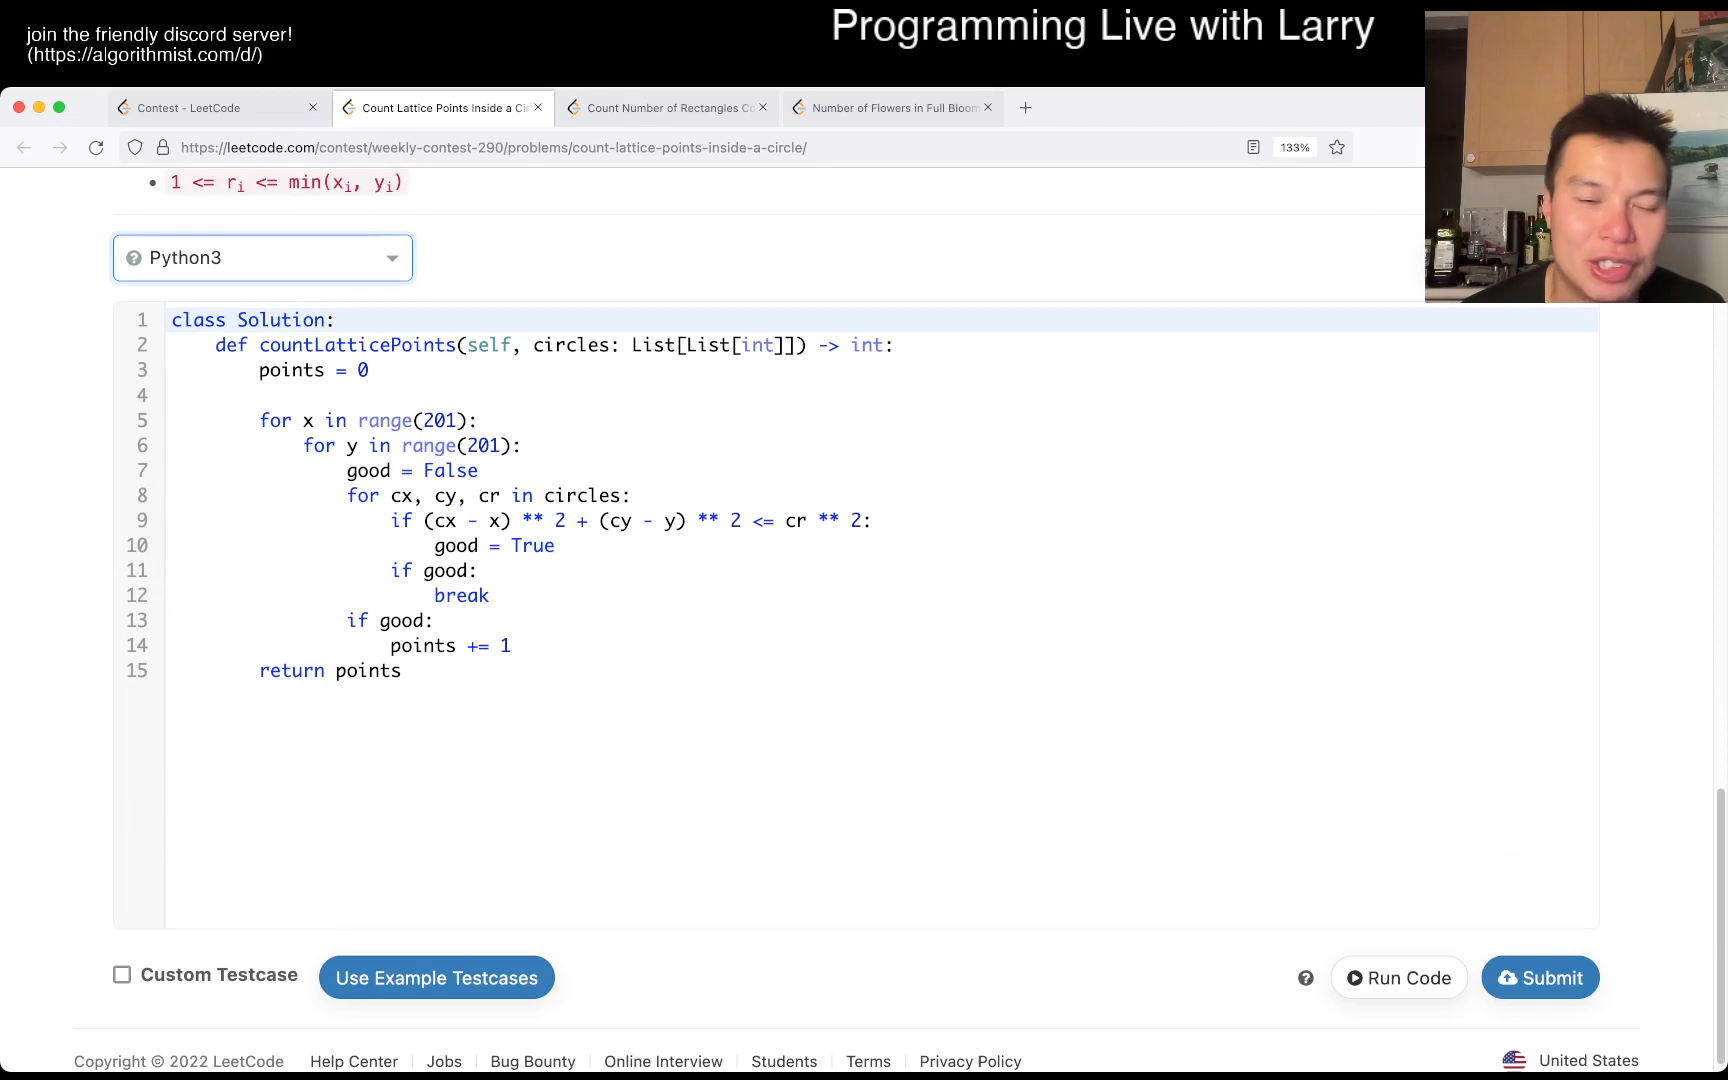 join the friendly discord server!
(https://algorithmist.com/d/)
Programming Live with Larry
Contest - LeetCode
Count Lattice Points Inside a Cir
Count Number of Rectangles Co
Number of Flowers in Full Bloom
https://leetcode.com/contest/weekly-contest-290/problems/count-lattice-points-inside-a-circle/
133%
• 1 <= ri <= min(xi, yi)
Python3
1 class Solution:
2     def countLatticePoints(self, circles: List[List[int]]) -> int:
3         points = 0
4
5         for x in range(201):
6             for y in range(201):
7                 good = False
8                 for cx, cy, cr in circles:
9                     if (cx - x) ** 2 + (cy - y) ** 2 <= cr ** 2:
10                         good = True
11                     if good:
12                         break
13                 if good:
14                     points += 1
15         return points
Custom Testcase
Use Example Testcases
Run Code
Submit
Copyright © 2022 LeetCode
Help Center
Jobs
Bug Bounty
Online Interview
Students
Terms
Privacy Policy
United States